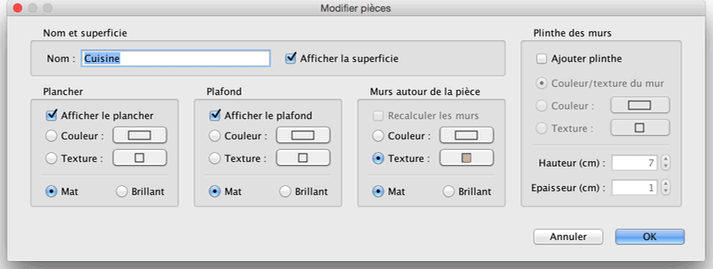 Modifier pièces
Nom et superficie
Nom : Cuisine
Afficher la superficie
Plancher
Afficher le plancher
Couleur :
Texture :
Mat
Brillant
Plafond
Afficher le plafond
Couleur :
Texture :
Mat
Brillant
Murs autour de la pièce
Recalculer les murs
Couleur :
Texture :
Mat
Brillant
Plinthe des murs
Ajouter plinthe
Couleur/texture du mur
Couleur :
Texture :
Hauteur (cm) : 7
Epaisseur (cm) : 1
Annuler
OK